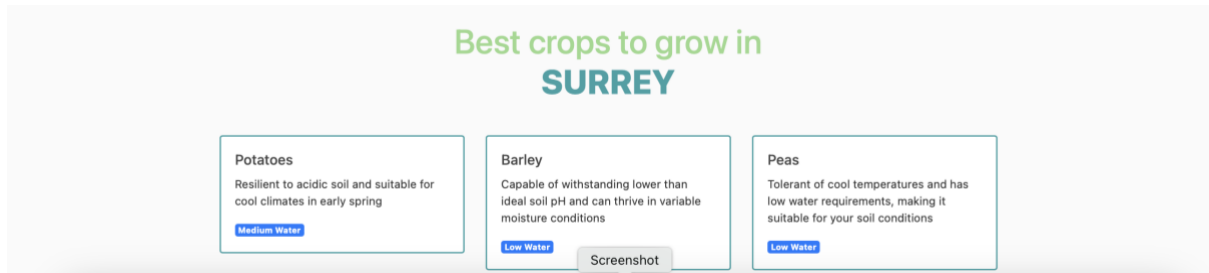 Best crops to grow in
SURREY
Potatoes
Resilient to acidic soil and suitable for
cool climates in early spring
Medium Water
Barley
Capable of withstanding lower than
ideal soil pH and can thrive in variable
moisture conditions
Low Water
Peas
Tolerant of cool temperatures and has
low water requirements, making it
suitable for your soil conditions
Low Water
Screenshot